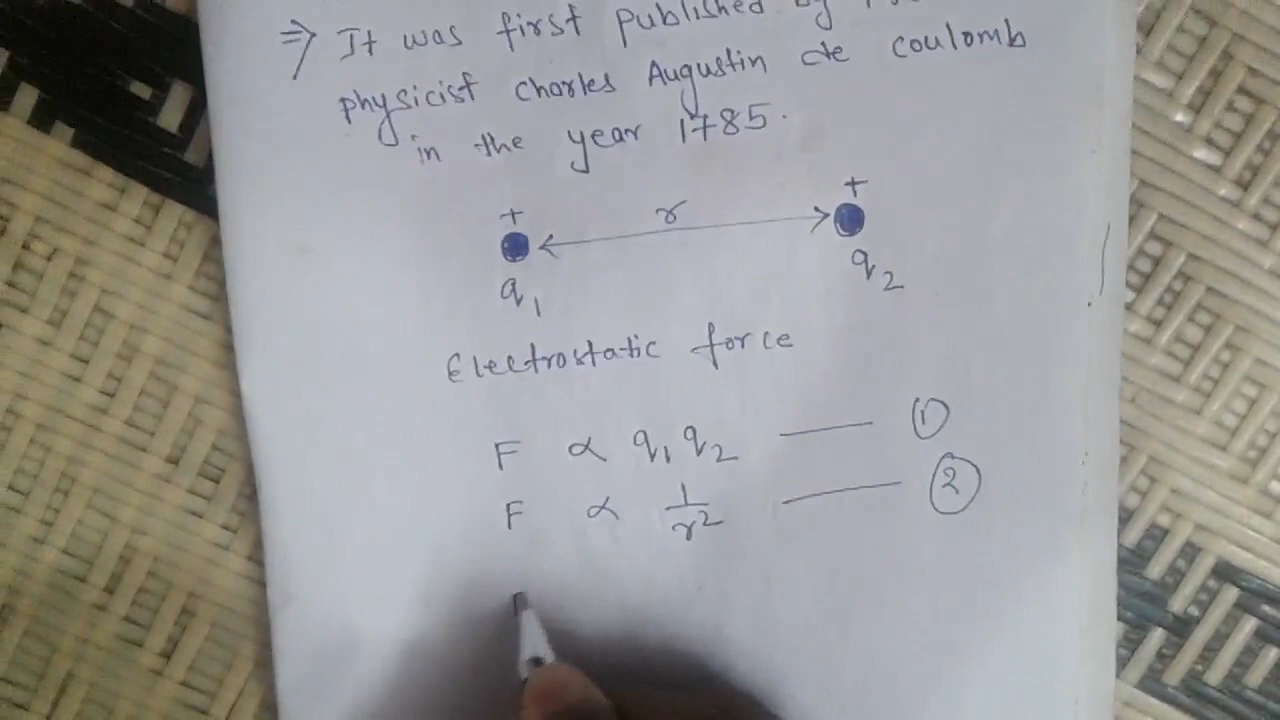 ⇒ It was first published by
physicist Charles Augustin de coulomb
in the year 1785.
+ r +
q₁ q₂
Electrostatic force
F ∝ q₁q₂ —— ①
F ∝ 1/r² —— ②